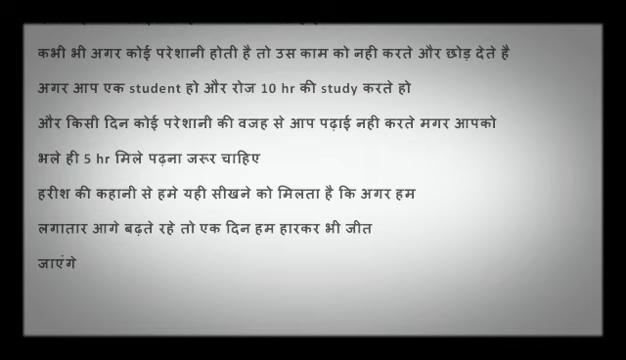 कभी भी अगर कोई परेशानी होती है तो उस काम को नही करते और छोड़ देते है
अगर आप एक student हो और रोज 10 hr की study करते हो
और किसी दिन कोई परेशानी की वजह से आप पढ़ाई नही करते मगर आपको
भले ही 5 hr मिले पढ़ना जरूर चाहिए
हरीश की कहानी से हमे यही सीखने को मिलता है कि अगर हम
लगातार आगे बढ़ते रहे तो एक दिन हम हारकर भी जीत
जाएंगे